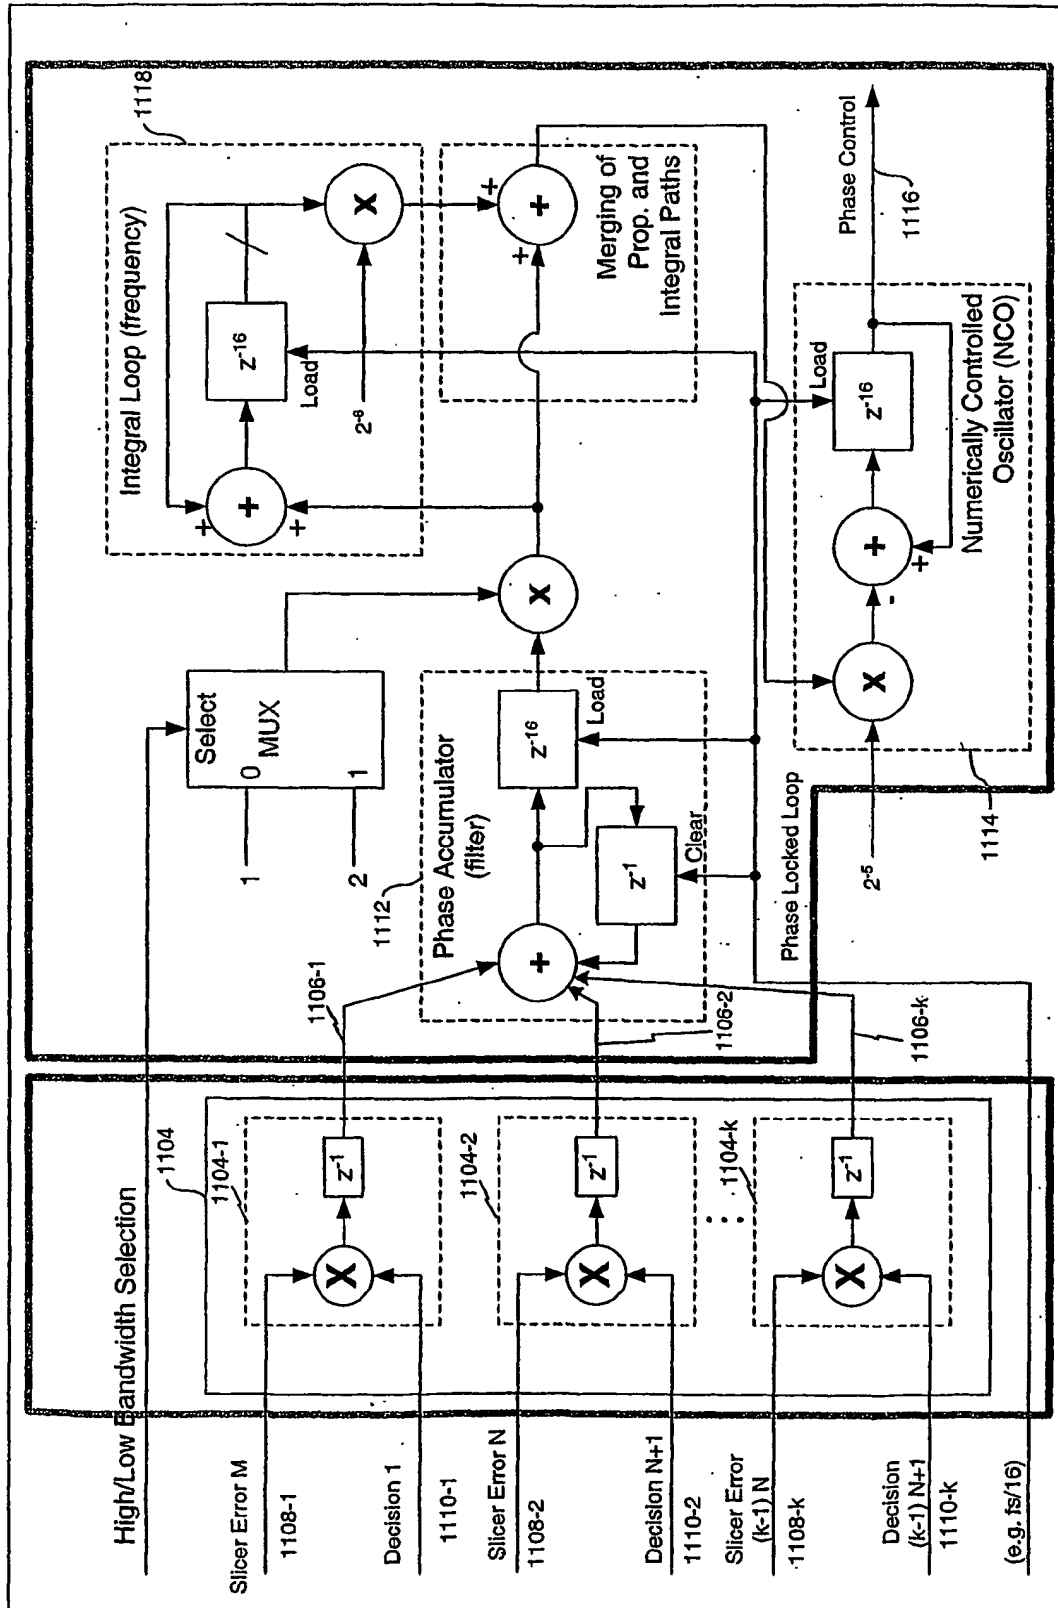 High/Low Bandwidth Selection
Slicer Error M
1108-1
Decision 1
1110-1
Slicer Error N
1108-2
Decision N+1
1110-2
Slicer Error
(k-1) N
1108-k
Decision
(k-1) N+1
1110-k
(e.g. fs/16)
1104
1104-1
X
z-1
1104-2
X
z-1
1104-k
X
z-1
1106-1
1106-2
1106-k
1112
Phase Accumulator
(filter)
+
z-1
Clear
z-16
Load
Phase Locked Loop
1
2
Select
0
MUX
1
X
Integral Loop (frequency)
1118
+
+
+
z-16
Load
2-6
X
+
+
+
Merging of
Prop. and
Integral Paths
2-5
1114
X
-
+
+
z-16
Load
Numerically Controlled
Oscillator (NCO)
Phase Control
1116